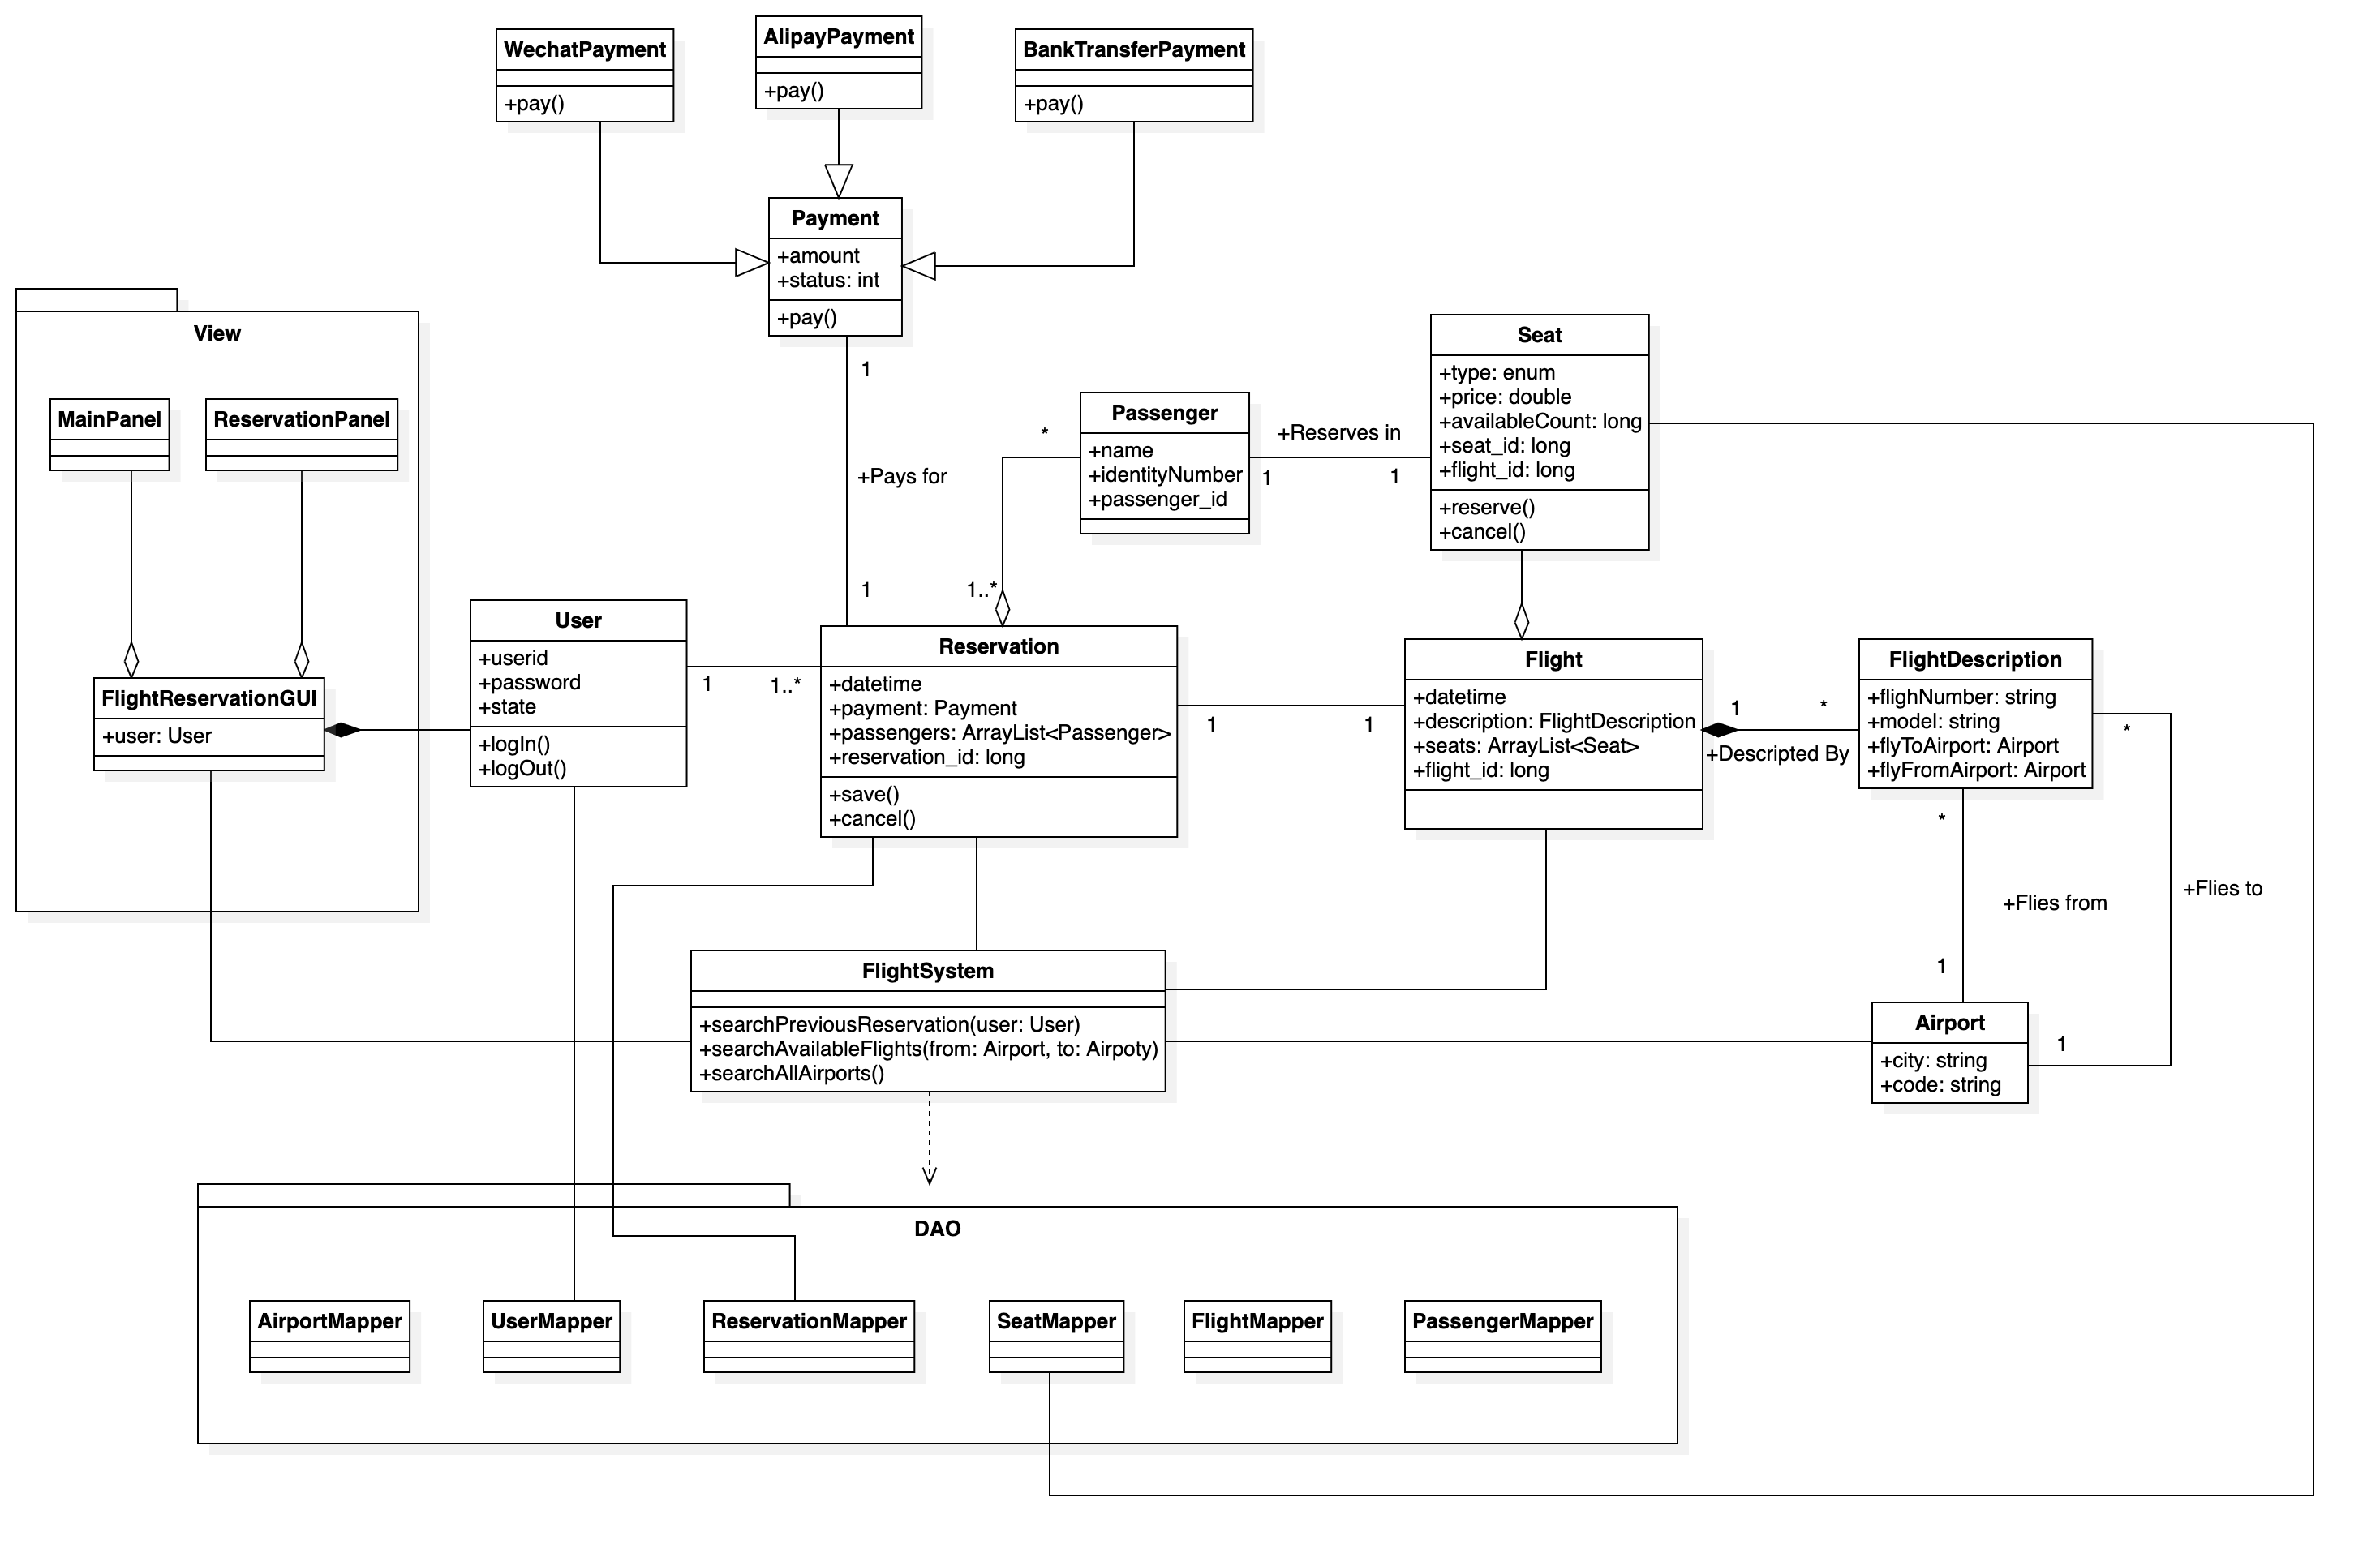 WechatPayment
+pay()
AlipayPayment
+pay()
BankTransferPayment
+pay()
Payment
+amount
+status: int
+pay()
1
+Pays for
1
View
MainPanel
ReservationPanel
FlightReservationGUI
+user: User
User
+userid
+password
+state
+logIn()
+logOut()
1
1..*
Passenger
+name
+identityNumber
+passenger_id
*
1..*
+Reserves in
1
1
Seat
+type: enum
+price: double
+availableCount: long
+seat_id: long
+flight_id: long
+reserve()
+cancel()
Reservation
+datetime
+payment: Payment
+passengers: ArrayList<Passenger>
+reservation_id: long
+save()
+cancel()
1
1
Flight
+datetime
+description: FlightDescription
+seats: ArrayList<Seat>
+flight_id: long
1
*
+Descripted By
FlightDescription
+flighNumber: string
+model: string
+flyToAirport: Airport
+flyFromAirport: Airport
*
*
+Flies to
+Flies from
1
1
FlightSystem
+searchPreviousReservation(user: User)
+searchAvailableFlights(from: Airport, to: Airpoty)
+searchAllAirports()
Airport
+city: string
+code: string
DAO
AirportMapper
UserMapper
ReservationMapper
SeatMapper
FlightMapper
PassengerMapper